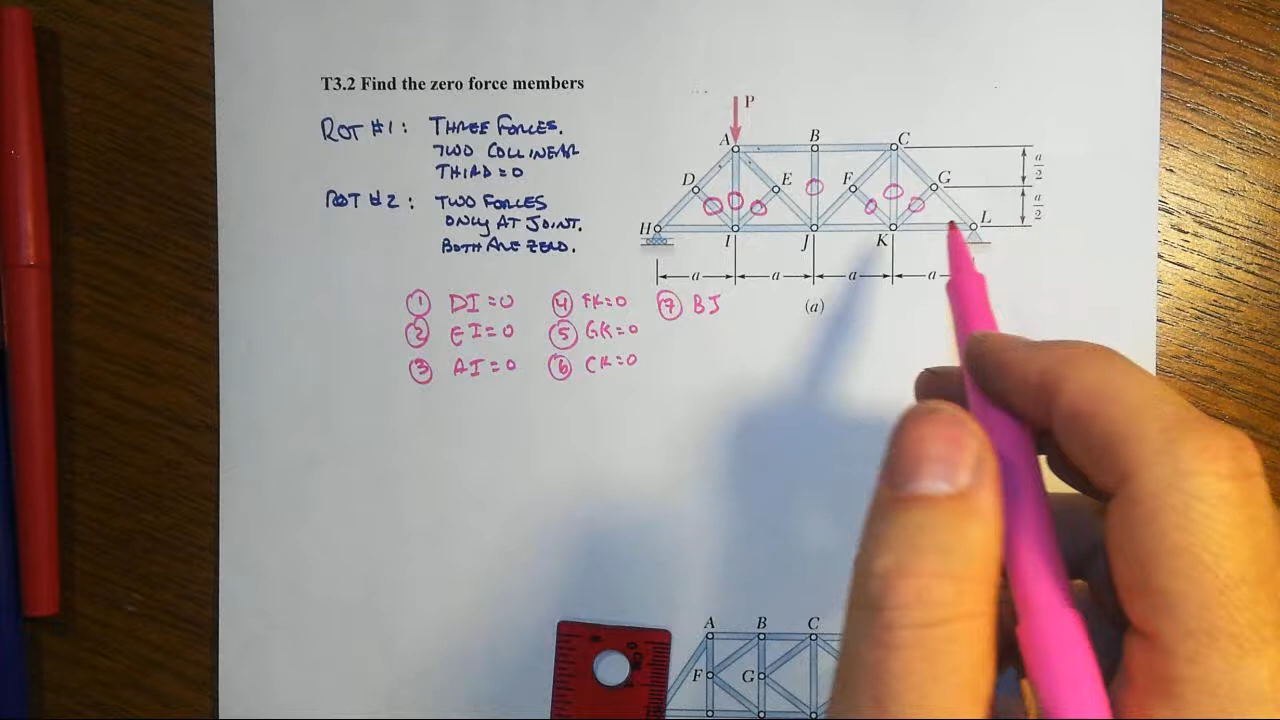 T3.2 Find the zero force members
ROT #1: THREE FORCES.
TWO COLLINEAR
THIRD = 0
ROT #2: TWO FORCES
ONLY AT JOINT.
BOTH ARE ZERO.
① DI = 0 ④ FK = 0 ⑦ BJ
② EI = 0 ⑤ GK = 0
③ AI = 0 ⑥ CK = 0
P
A B C
D E F G
H I J K L
a/2
a/2
a a a a
(a)
A B C
F G